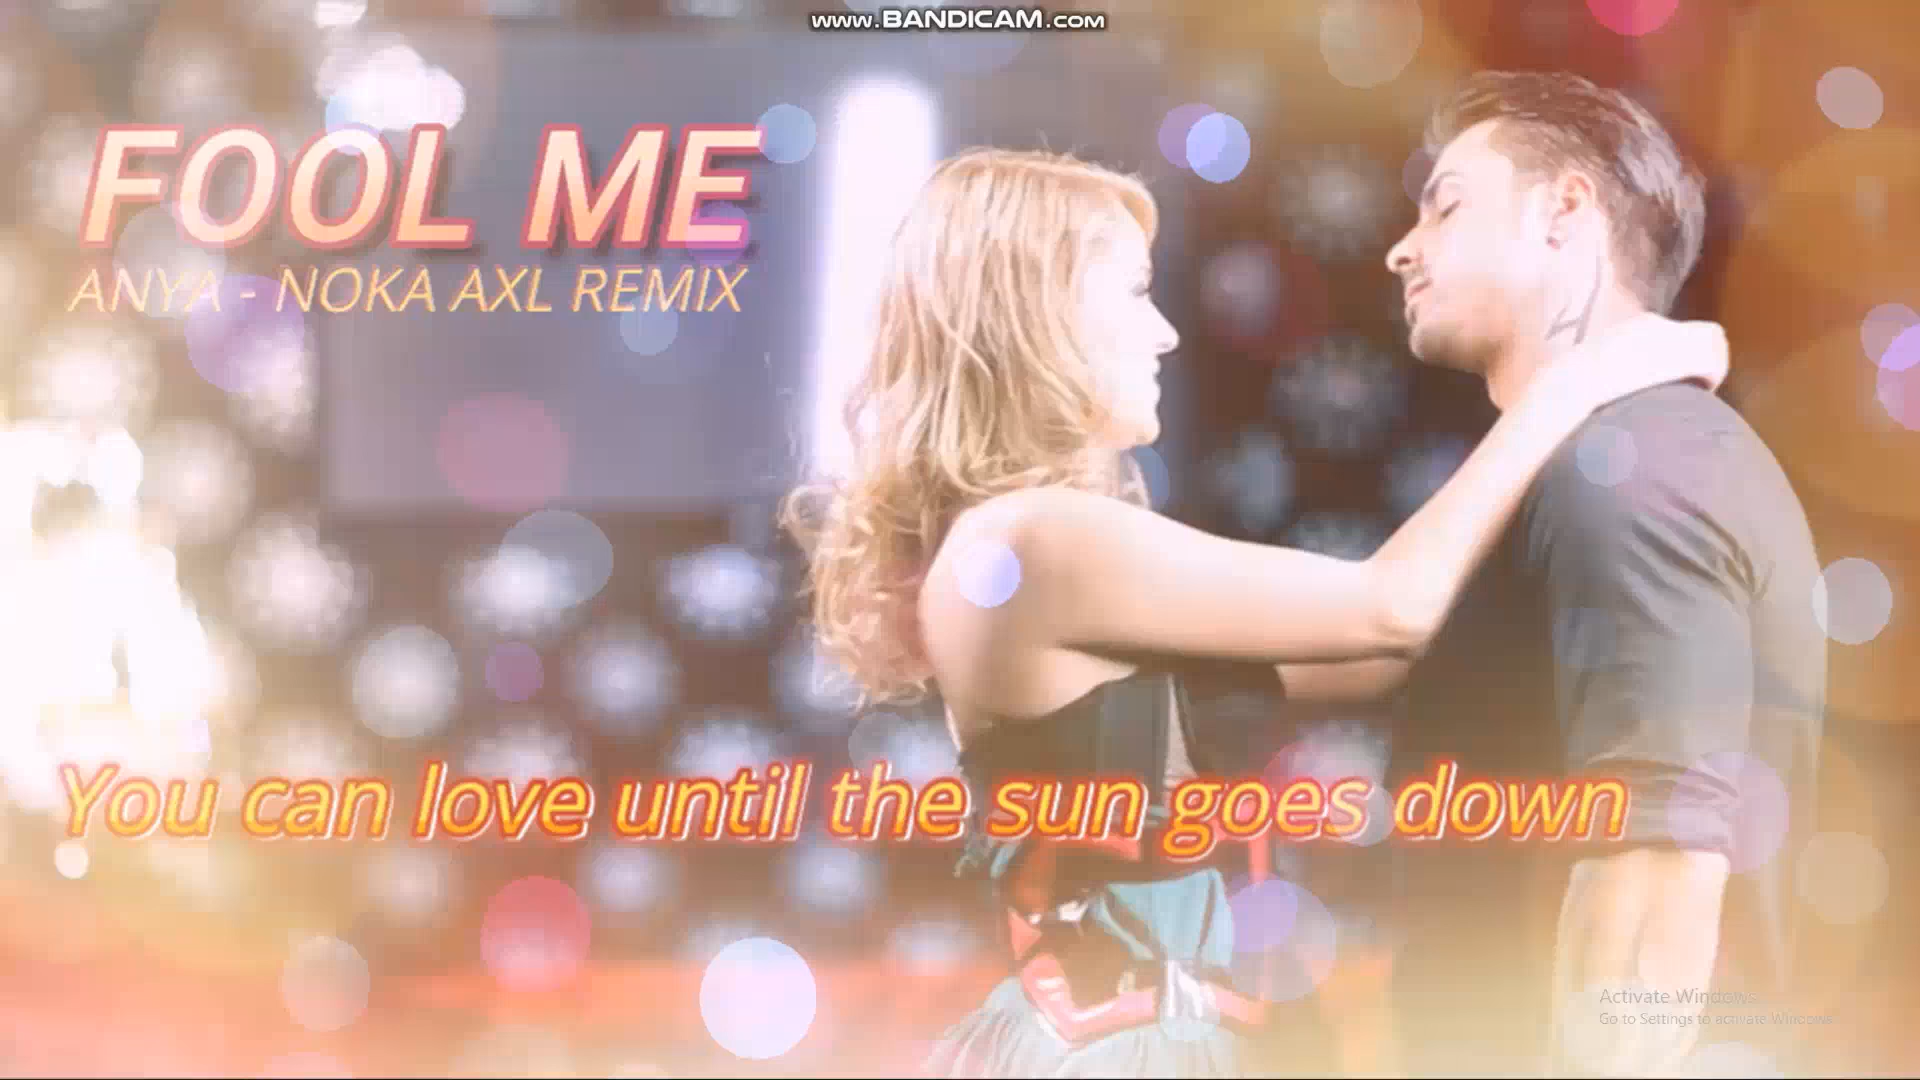 www.BANDICAM.com
FOOL ME
ANYA - NOKA AXL REMIX
You can love until the sun goes down
Activate Windows
Go to Settings to activate Windows.